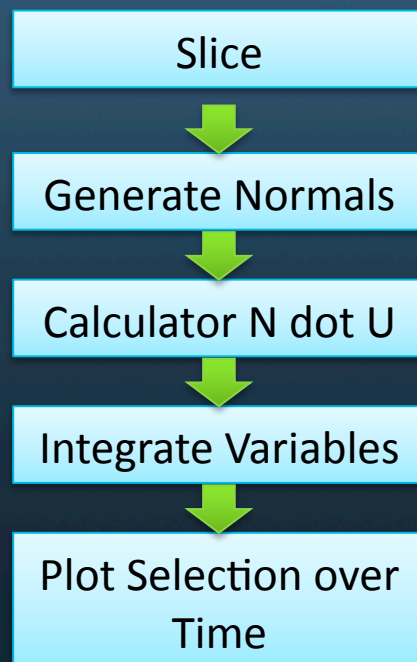 Slice
Generate Normals
Calculator N dot U
Integrate Variables
Plot Selection over
Time